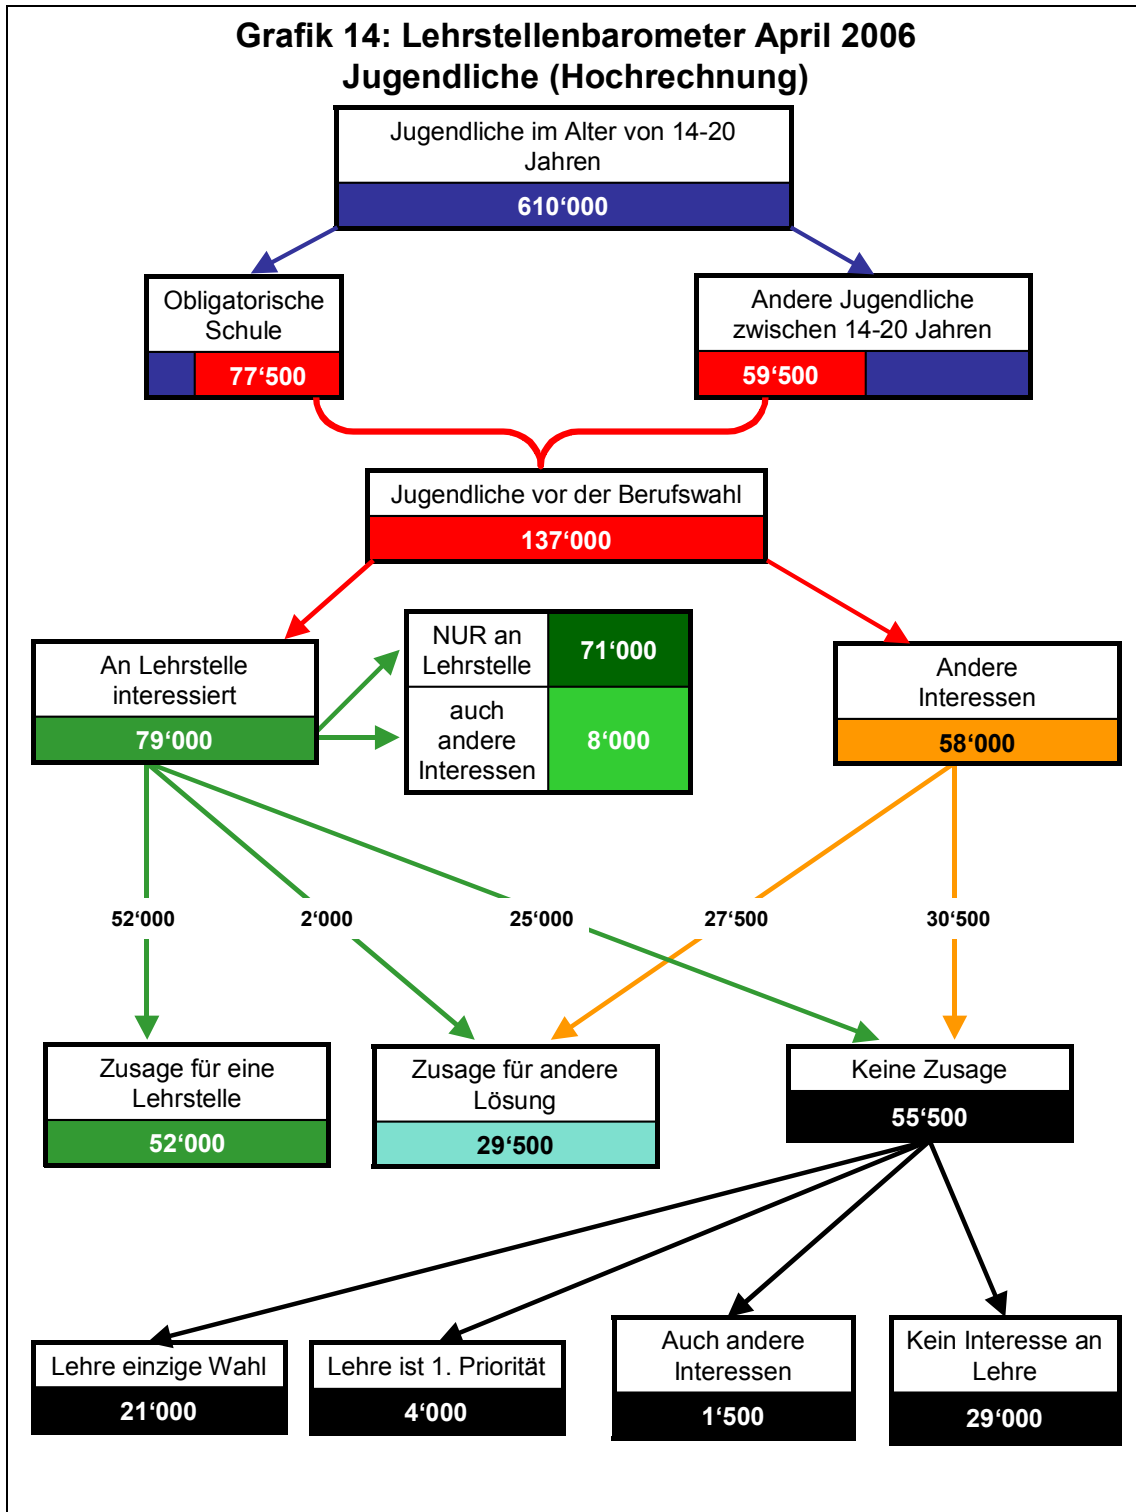 Grafik 14: Lehrstellenbarometer April 2006
Jugendliche (Hochrechnung)
Jugendliche im Alter von 14-20
Jahren
610‘000
Obligatorische
Schule
77‘500
Andere Jugendliche
zwischen 14-20 Jahren
59‘500
Jugendliche vor der Berufswahl
137‘000
An Lehrstelle
interessiert
79‘000
NUR an
Lehrstelle
71‘000
auch
andere
Interessen
8‘000
Andere
Interessen
58‘000
52‘000
2‘000
25‘000
27‘500
30‘500
Zusage für eine
Lehrstelle
52‘000
Zusage für andere
Lösung
29‘500
Keine Zusage
55‘500
Lehre einzige Wahl
21‘000
Lehre ist 1. Priorität
4‘000
Auch andere
Interessen
1‘500
Kein Interesse an
Lehre
29‘000